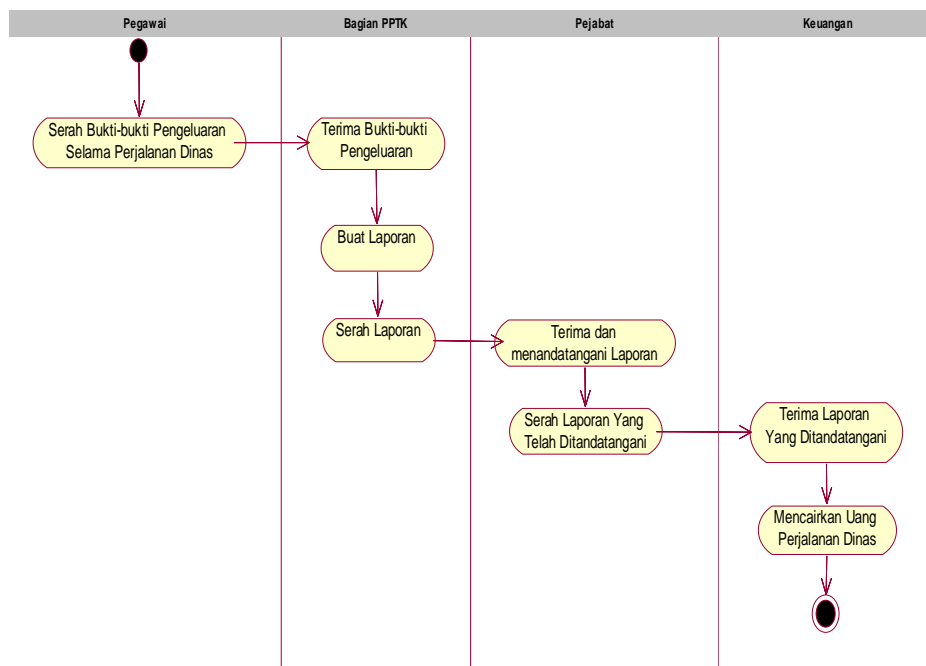 Pegawai
Bagian PPTK
Pejabat
Keuangan
Serah Bukti-bukti Pengeluaran
Selama Perjalanan Dinas
Terima Bukti-bukti
Pengeluaran
Buat Laporan
Serah Laporan
Terima dan
menandatangani Laporan
Serah Laporan Yang
Telah Ditandatangani
Terima Laporan
Yang Ditandatangani
Mencairkan Uang
Perjalanan Dinas